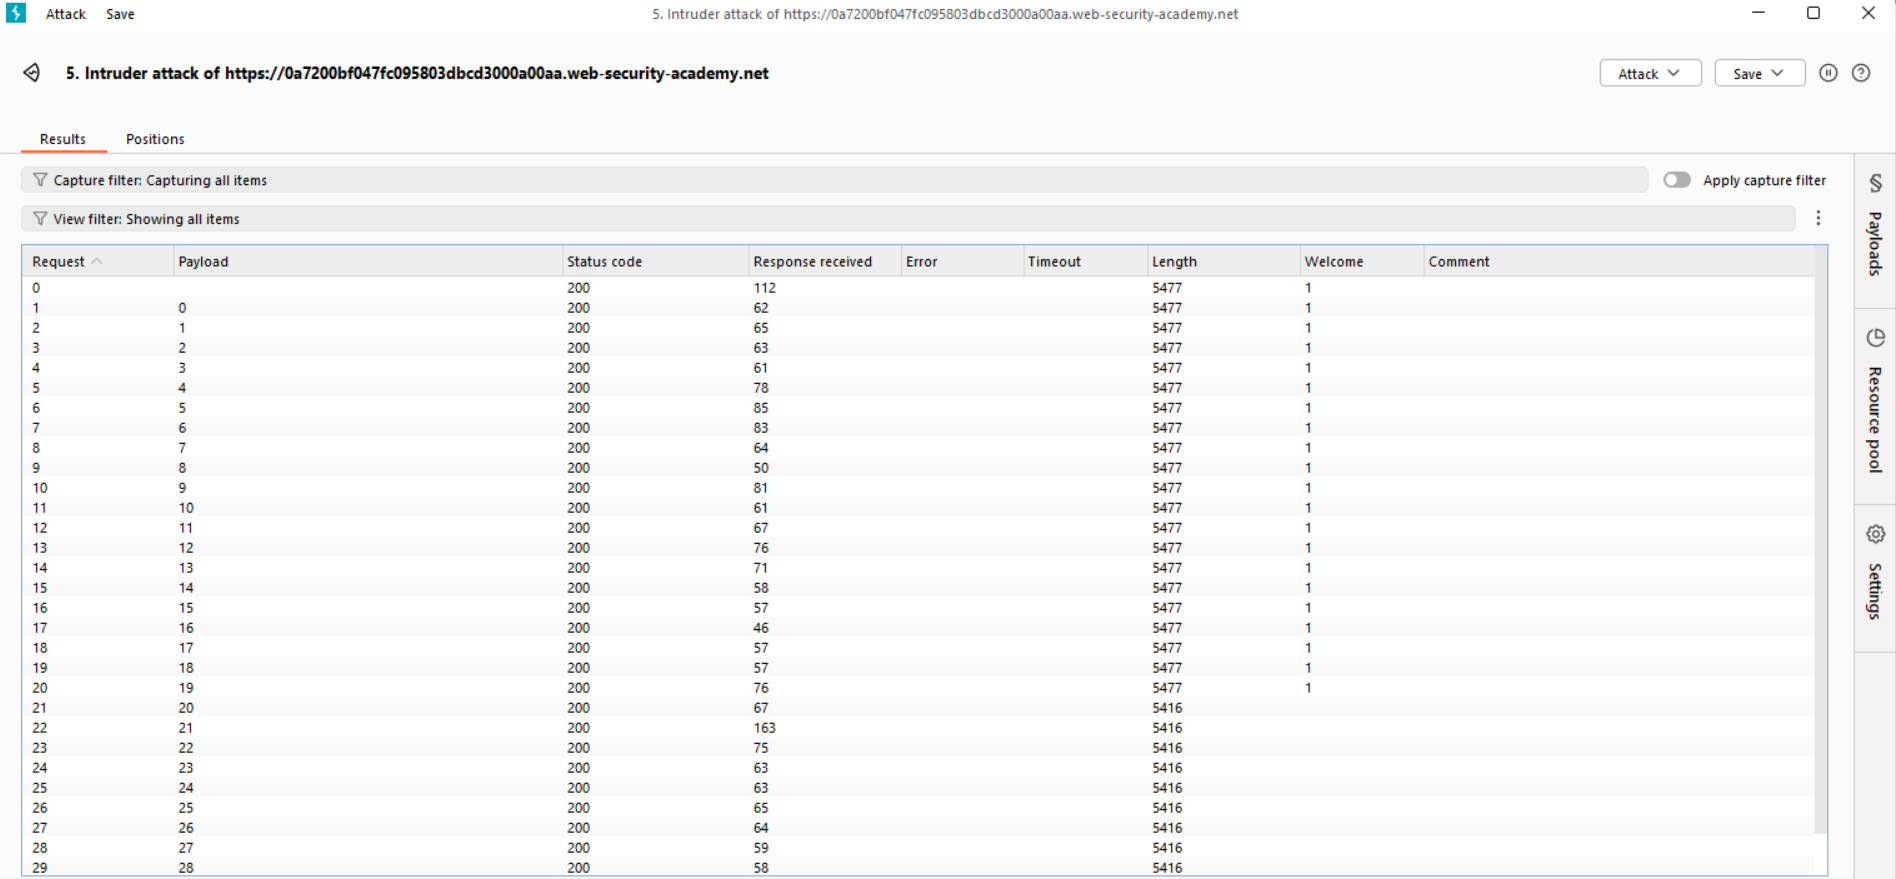 Attack Save 5. Intruder attack of https://0a7200bf047fc095803dbcd3000a00aa.web-security-academy.net
5. Intruder attack of https://0a7200bf047fc095803dbcd3000a00aa.web-security-academy.net Attack Save
Results Positions
Capture filter: Capturing all items Apply capture filter
View filter: Showing all items
Request Payload Status code Response received Error Timeout Length Welcome Comment
0 200 112 5477 1
1 0 200 62 5477 1
2 1 200 65 5477 1
3 2 200 63 5477 1
4 3 200 61 5477 1
5 4 200 78 5477 1
6 5 200 85 5477 1
7 6 200 83 5477 1
8 7 200 64 5477 1
9 8 200 50 5477 1
10 9 200 81 5477 1
11 10 200 61 5477 1
12 11 200 67 5477 1
13 12 200 76 5477 1
14 13 200 71 5477 1
15 14 200 58 5477 1
16 15 200 57 5477 1
17 16 200 46 5477 1
18 17 200 57 5477 1
19 18 200 57 5477 1
20 19 200 76 5477 1
21 20 200 67 5416
22 21 200 163 5416
23 22 200 75 5416
24 23 200 63 5416
25 24 200 63 5416
26 25 200 65 5416
27 26 200 64 5416
28 27 200 59 5416
29 28 200 58 5416
Payloads
Resource pool
Settings